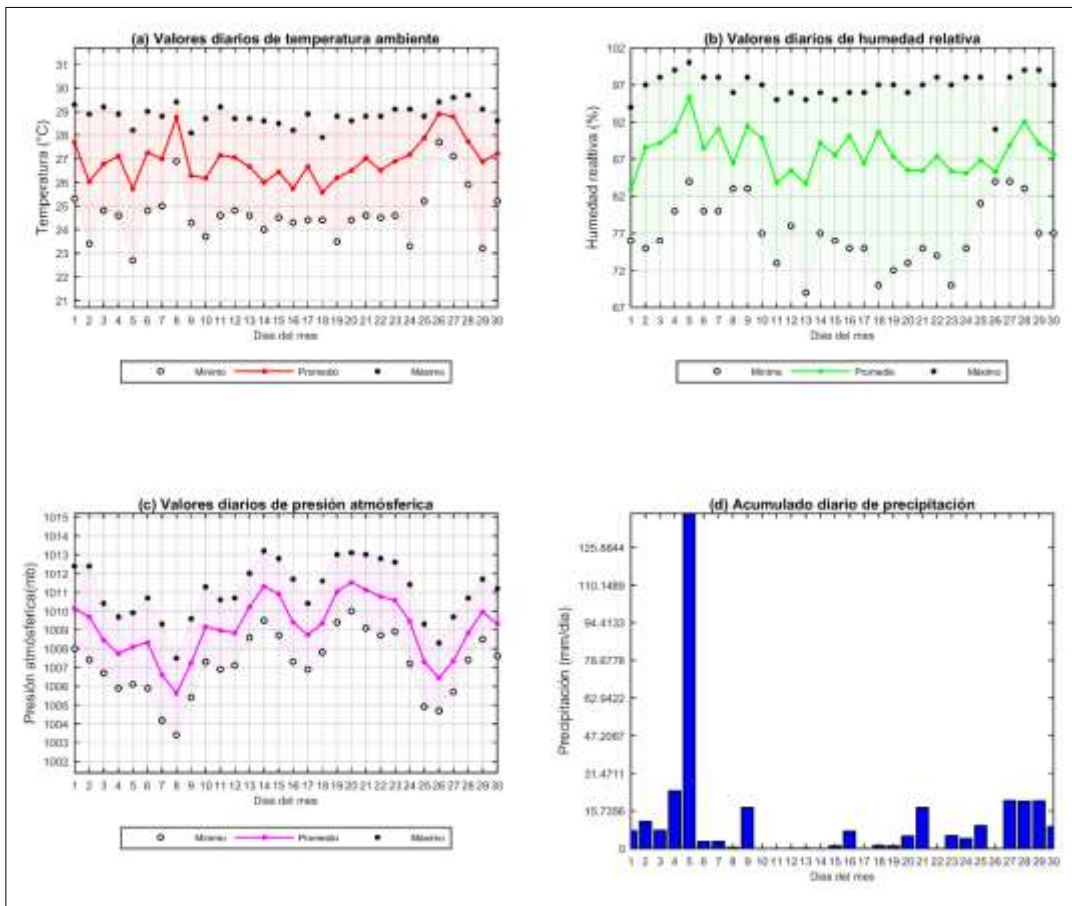 (a) Valores diarios de temperatura ambiente
31
30
29
28
27
26
25
24
23
22
21
Temperatura (°C)
1 2 3 4 5 6 7 8 9 10 11 12 13 14 15 16 17 18 19 20 21 22 23 24 25 26 27 28 29 30
Días del mes
Mínimo Promedio Máximo
(b) Valores diarios de humedad relativa
102
97
92
87
82
77
72
67
Humedad realtiva (%)
1 2 3 4 5 6 7 8 9 10 11 12 13 14 15 16 17 18 19 20 21 22 23 24 25 26 27 28 29 30
Días del mes
Mínimo Promedio Máximo
(c) Valores diarios de presión atmósferica
1015
1014
1013
1012
1011
1010
1009
1008
1007
1006
1005
1004
1003
1002
Presión atmósferica(mb)
1 2 3 4 5 6 7 8 9 10 11 12 13 14 15 16 17 18 19 20 21 22 23 24 25 26 27 28 29 30
Días del mes
Mínimo Promedio Máximo
(d) Acumulado diario de precipitación
125.8844
110.1489
94.4133
78.6778
62.9422
47.2067
31.4711
15.7356
0
Precipitación (mm/día)
1 2 3 4 5 6 7 8 9 10 11 12 13 14 15 16 17 18 19 20 21 22 23 24 25 26 27 28 29 30
Días del mes